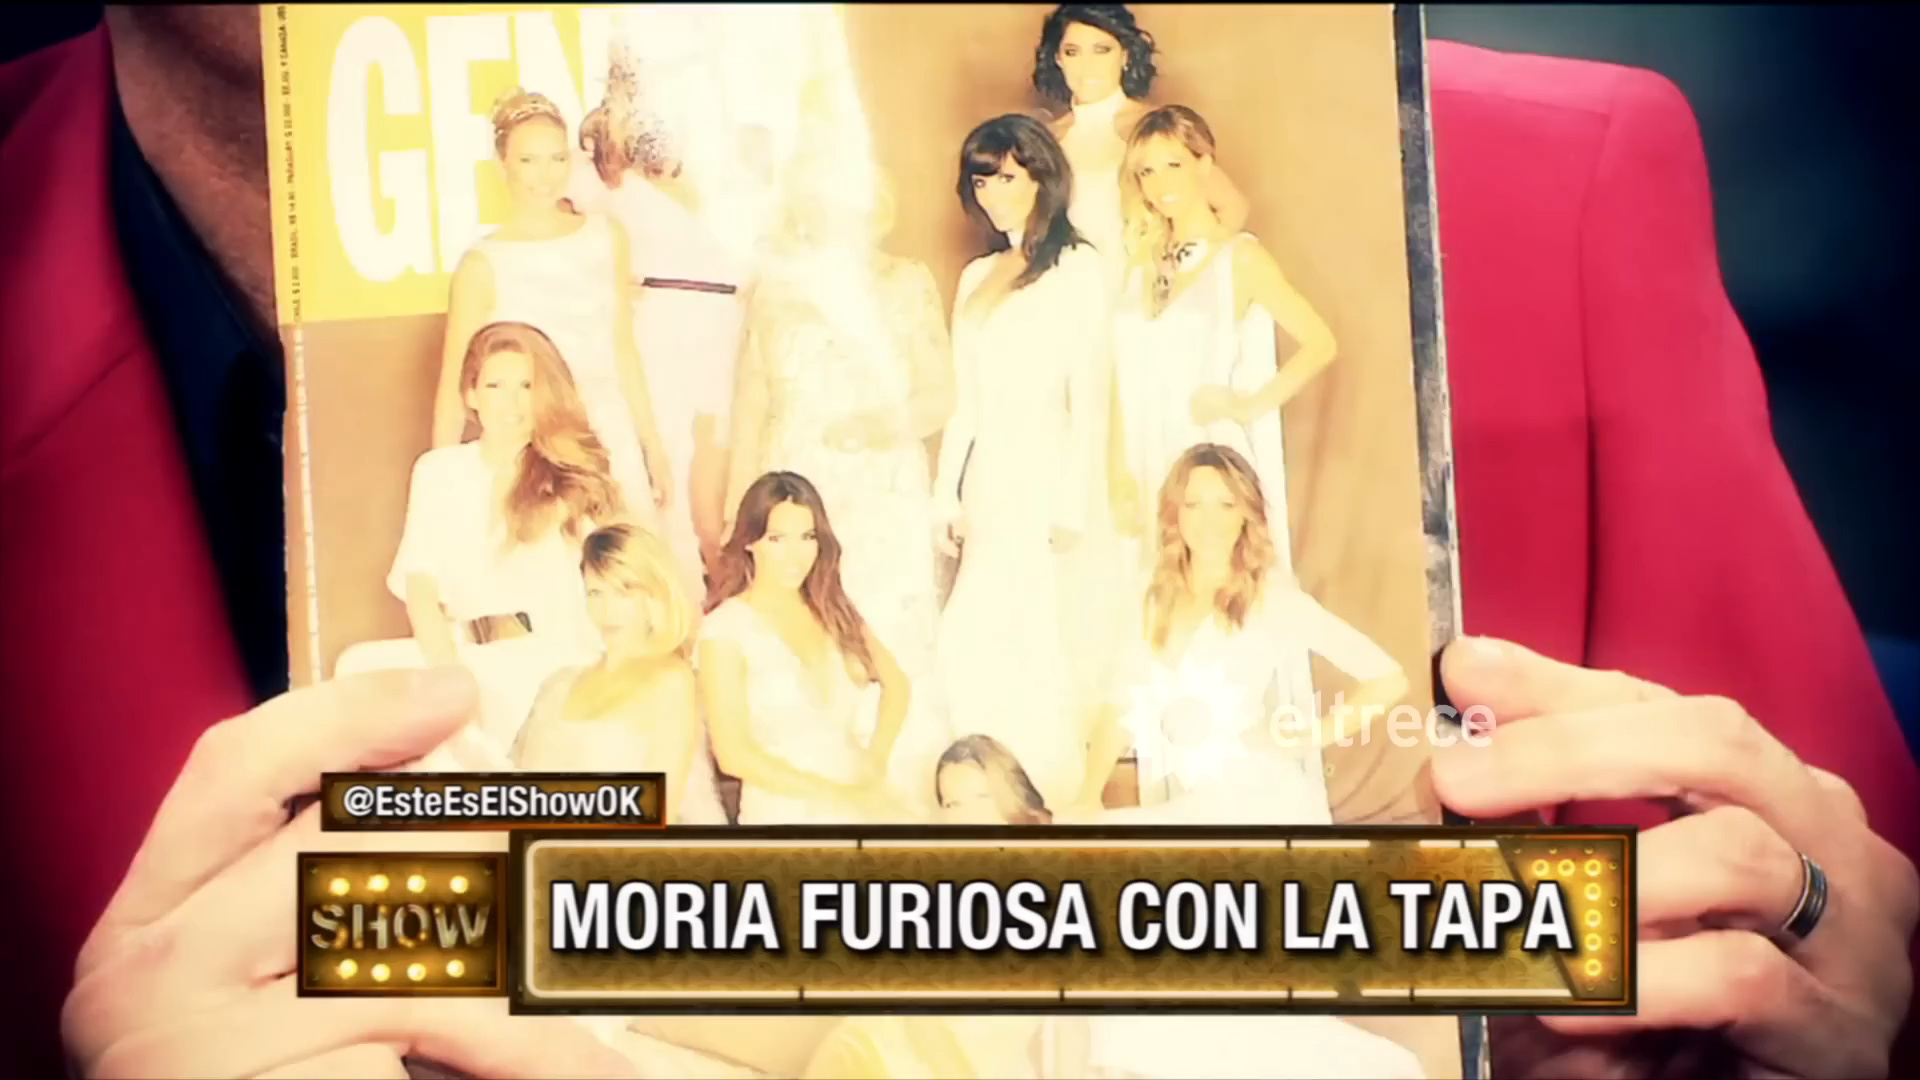 GEN
eltrece
@EsteEsElShowOK
SHOW
MORIA FURIOSA CON LA TAPA